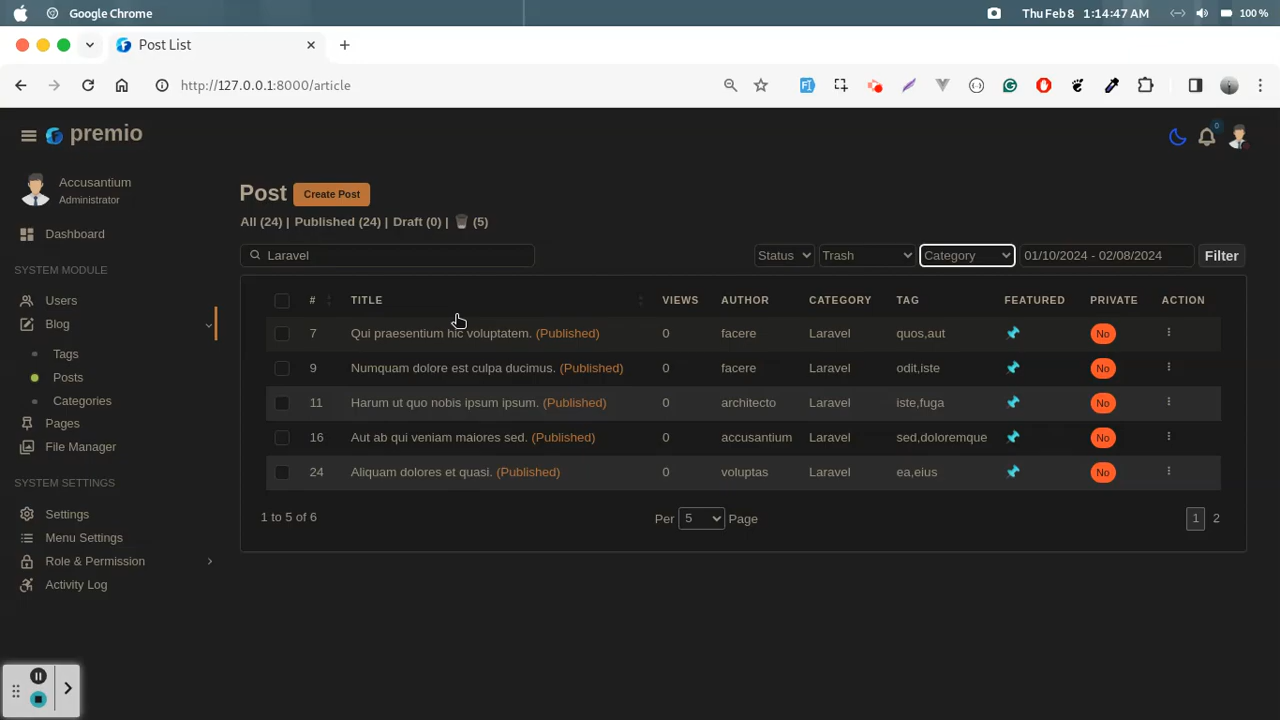 Google Chrome
Thu Feb 8 1:14:47 AM
100 %
Post List
http://127.0.0.1:8000/article
premio
0
Accusantium
Administrator
Dashboard
SYSTEM MODULE
Users
Blog
Tags
Posts
Categories
Pages
File Manager
SYSTEM SETTINGS
Settings
Menu Settings
Role & Permission
Activity Log
Post Create Post
All (24) | Published (24) | Draft (0) | (5)
Laravel
Status Trash Category 01/10/2024 - 02/08/2024 Filter
# TITLE VIEWS AUTHOR CATEGORY TAG FEATURED PRIVATE ACTION
7 Qui praesentium hic voluptatem. (Published) 0 facere Laravel quos,aut No
9 Numquam dolore est culpa ducimus. (Published) 0 facere Laravel odit,iste No
11 Harum ut quo nobis ipsum ipsum. (Published) 0 architecto Laravel iste,fuga No
16 Aut ab qui veniam maiores sed. (Published) 0 accusantium Laravel sed,doloremque No
24 Aliquam dolores et quasi. (Published) 0 voluptas Laravel ea,eius No
1 to 5 of 6
Per 5 Page
1 2